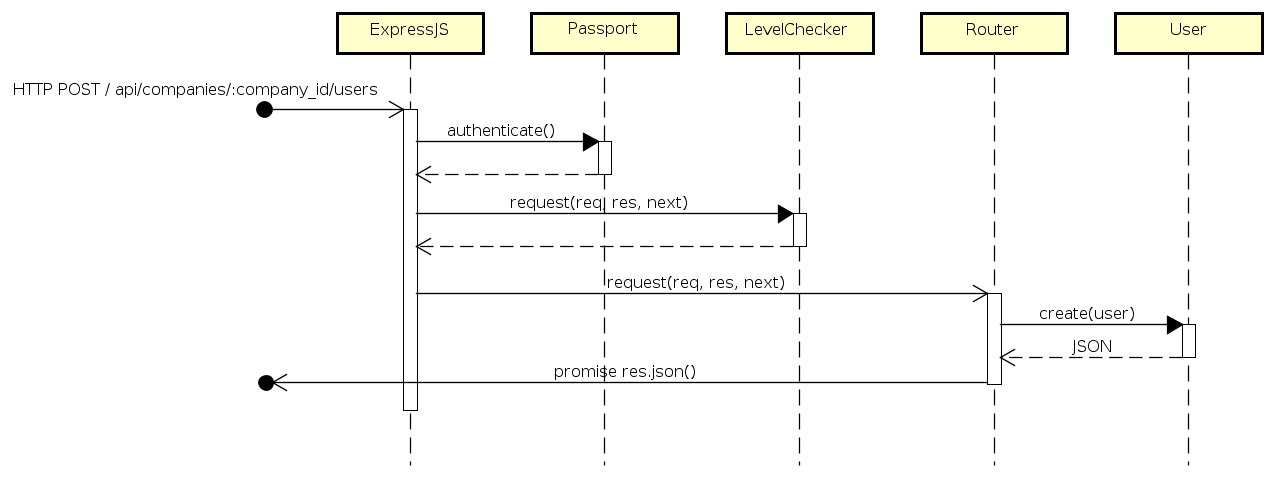 ExpressJS
Passport
LevelChecker
Router
User
HTTP POST / api/companies/:company_id/users
authenticate()
request(req, res, next)
request(req, res, next)
create(user)
JSON
promise res.json()